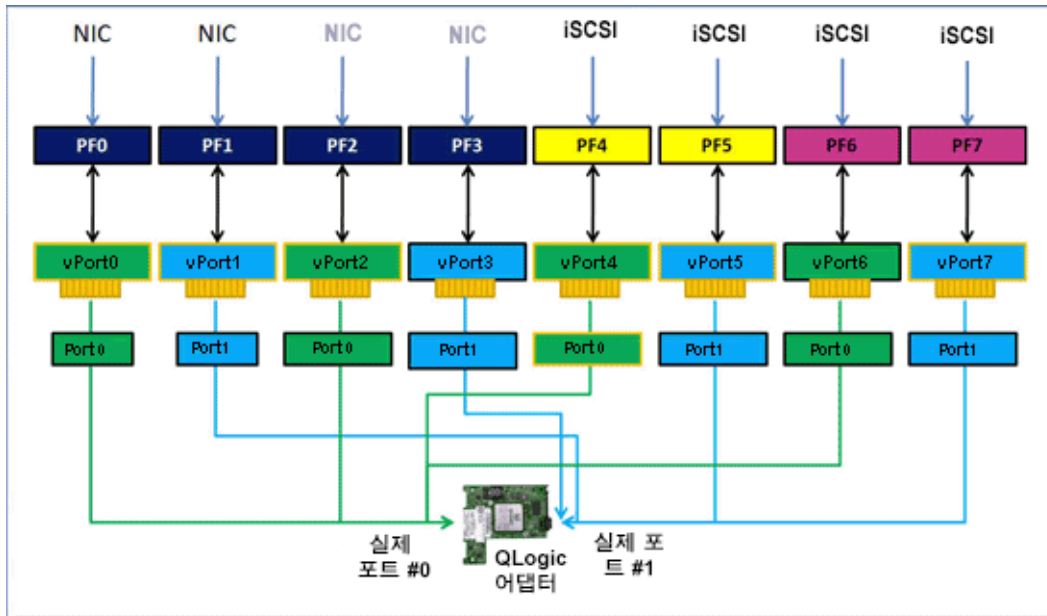 NIC NIC NIC NIC iSCSI iSCSI iSCSI iSCSI
PF0 PF1 PF2 PF3 PF4 PF5 PF6 PF7
vPort0 vPort1 vPort2 vPort3 vPort4 vPort5 vPort6 vPort7
Port0 Port1 Port0 Port1 Port0 Port1 Port0 Port1
실제
포트 #0
QLogic
어댑터
실제 포
트 #1